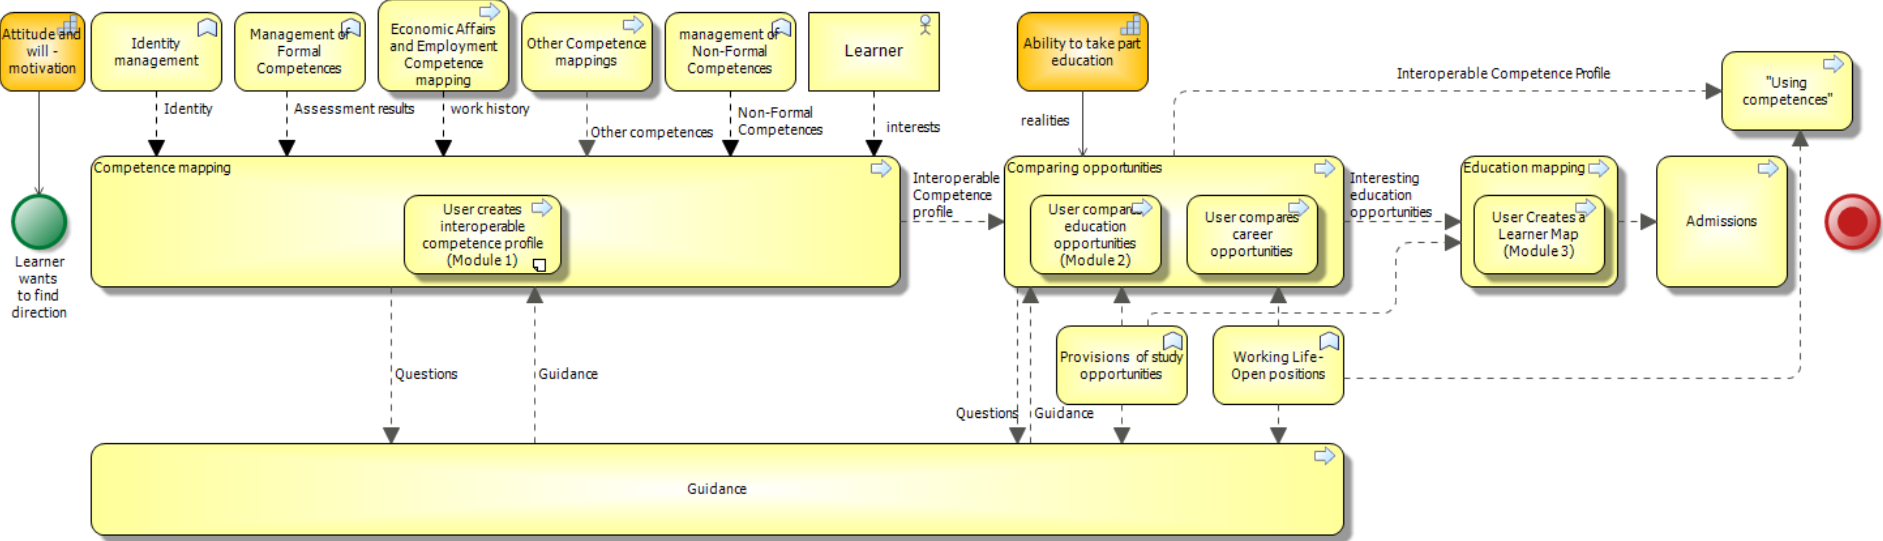 Attitude and
will -
motivation
Identity
management
Management of
Formal
Competences
Economic Affairs
and Employment
Competence
mapping
Other Competence
mappings
management of
Non-Formal
Competences
Learner
Ability to take part
education
"Using
competences"
Interoperable Competence Profile
Identity
Assessment results
work history
Other competences
Non-Formal
Competences
interests
realities
Learner
wants
to find
direction
Competence mapping
User creates
interoperable
competence profile
(Module 1)
Interoperable
Competence
profile
Comparing opportunities
User compares
education
opportunities
(Module 2)
User compares
career
opportunities
Interesting
education
opportunities
Education mapping
User Creates a
Learner Map
(Module 3)
Admissions
Provisions of study
opportunities
Working Life-
Open positions
Questions
Guidance
Questions
Guidance
Guidance